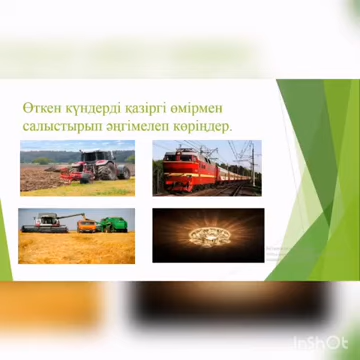 Өткен күндерді қазіргі өмірмен
салыстырып әңгімелеп көріңдер.
InShOt